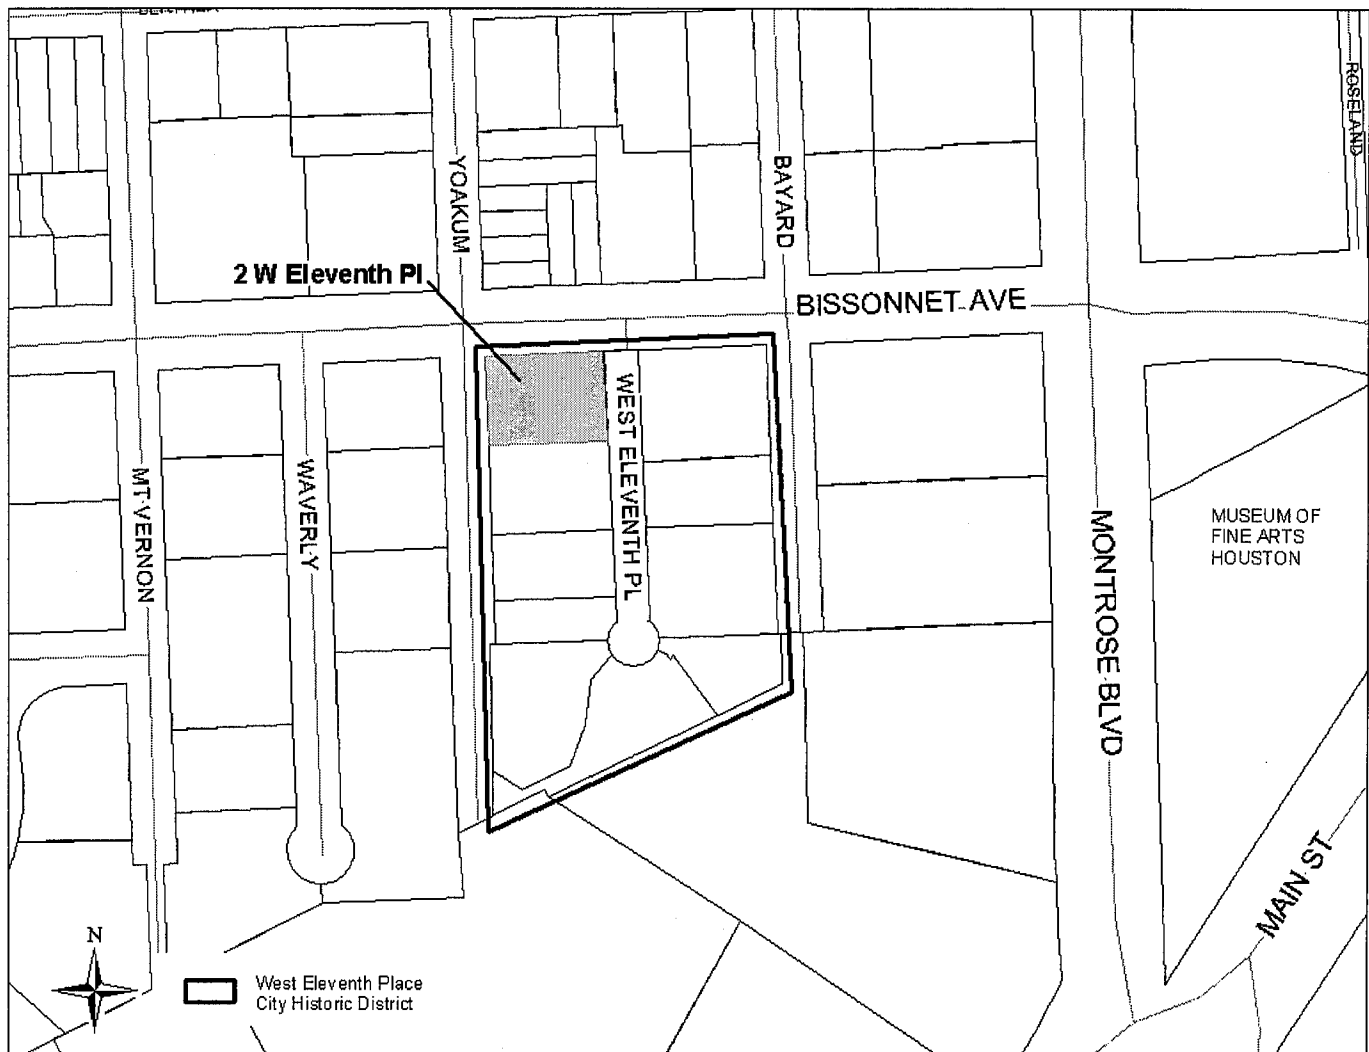 ROSELAND
YOAKUM
BAYARD
2 W Eleventh Pl
BISSONNET AVE
WEST ELEVENTH PL
MT VERNON
WAVERLY
MONTROSE BLVD
MUSEUM OF
FINE ARTS
HOUSTON
MAIN ST
N
West Eleventh Place
City Historic District